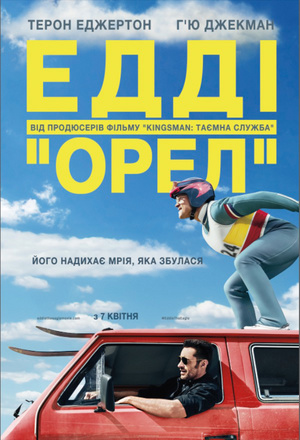 ТЕРОН ЕДЖЕРТОН Г'Ю ДЖЕКМАН
ЕДДІ
ВІД ПРОДЮСЕРІВ ФІЛЬМУ "KINGSMAN: ТАЄМНА СЛУЖБА"
"ОРЕЛ"
ЙОГО НАДИХАЄ МРІЯ, ЯКА ЗБУЛАСЯ
З 7 КВІТНЯ